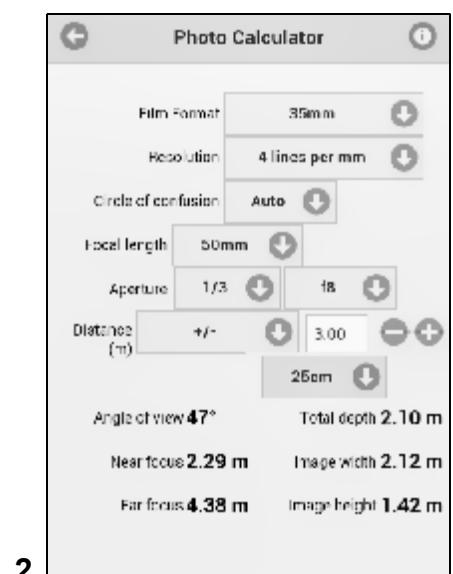 Photo Calculator
Film Format 35mm
Resolution 4 lines per mm
Circle of confusion Auto
Focal length 50mm
Aperture 1/3 f8
Distance (m) +/- 3.00
25cm
Angle of view 47° Total depth 2.10 m
Near focus 2.29 m Image width 2.12 m
Far focus 4.38 m Image height 1.42 m
2